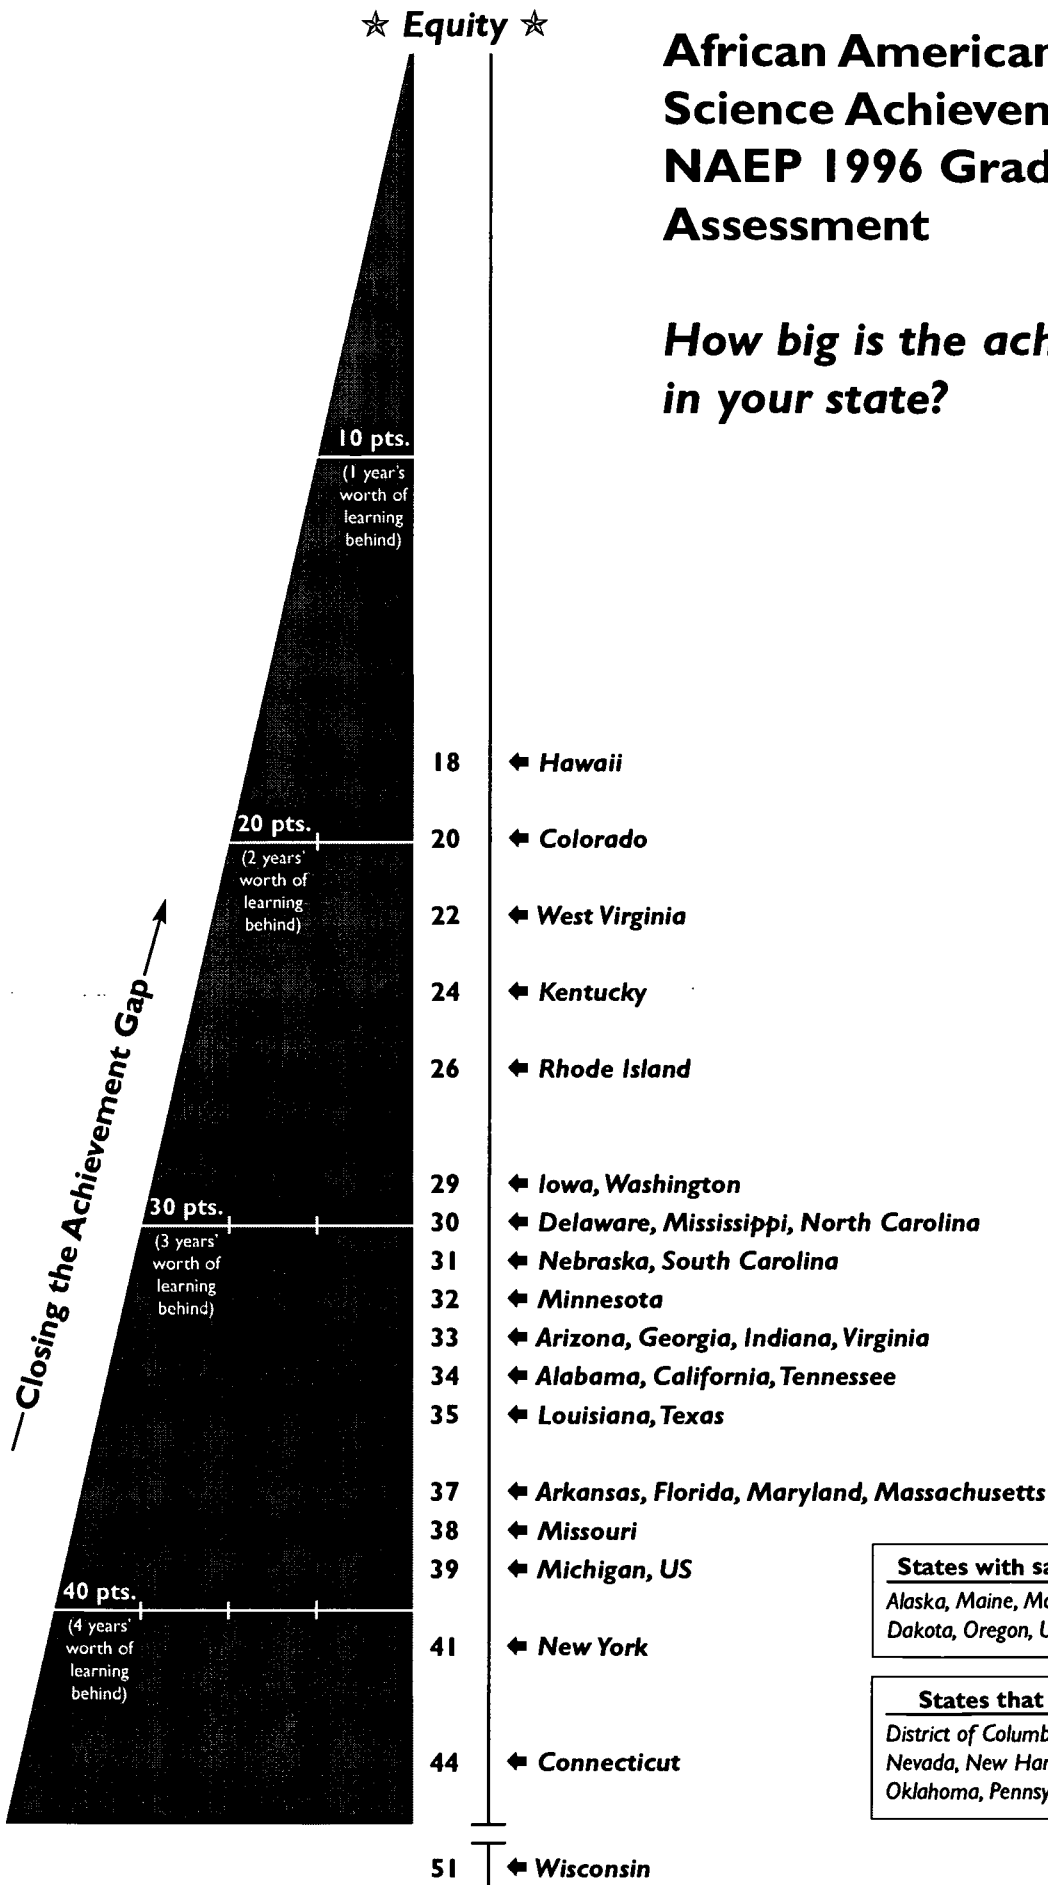 ☆ Equity ☆
African American
Science Achievem
NAEP 1996 Grad
Assessment
How big is the ach
in your state?
10 pts.
(1 year's
worth of
learning
behind)
18 Hawaii
20 pts.
20 Colorado
(2 years'
worth of
learning
behind)
22 West Virginia
24 Kentucky
26 Rhode Island
Closing the Achievement Gap
29 Iowa, Washington
30 pts.
30 Delaware, Mississippi, North Carolina
(3 years'
worth of
learning
behind)
31 Nebraska, South Carolina
32 Minnesota
33 Arizona, Georgia, Indiana, Virginia
34 Alabama, California, Tennessee
35 Louisiana, Texas
37 Arkansas, Florida, Maryland, Massachusetts
38 Missouri
39 Michigan, US
40 pts.
(4 years'
worth of
learning
behind)
41 New York
44 Connecticut
51 Wisconsin
States with sa
Alaska, Maine, Mo
Dakota, Oregon, U
States that
District of Columb
Nevada, New Har
Oklahoma, Pennsy